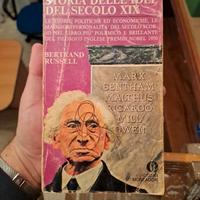 STORIA DELLE IDEE
DEL SECOLO XIX
LE TEORIE POLITICHE ED ECONOMICHE, LE
MAGGIORI PERSONALITÀ DEL SECOLO SCOR-
SO NEL LIBRO PIÙ POLEMICO E BRILLANTE
DEL FILOSOFO INGLESE PREMIO NOBEL 1950
BERTRAND
RUSSELL
MARX
BENTHAM
MALTHUS
RICARDO
MILL
OWEN
MONDADORI